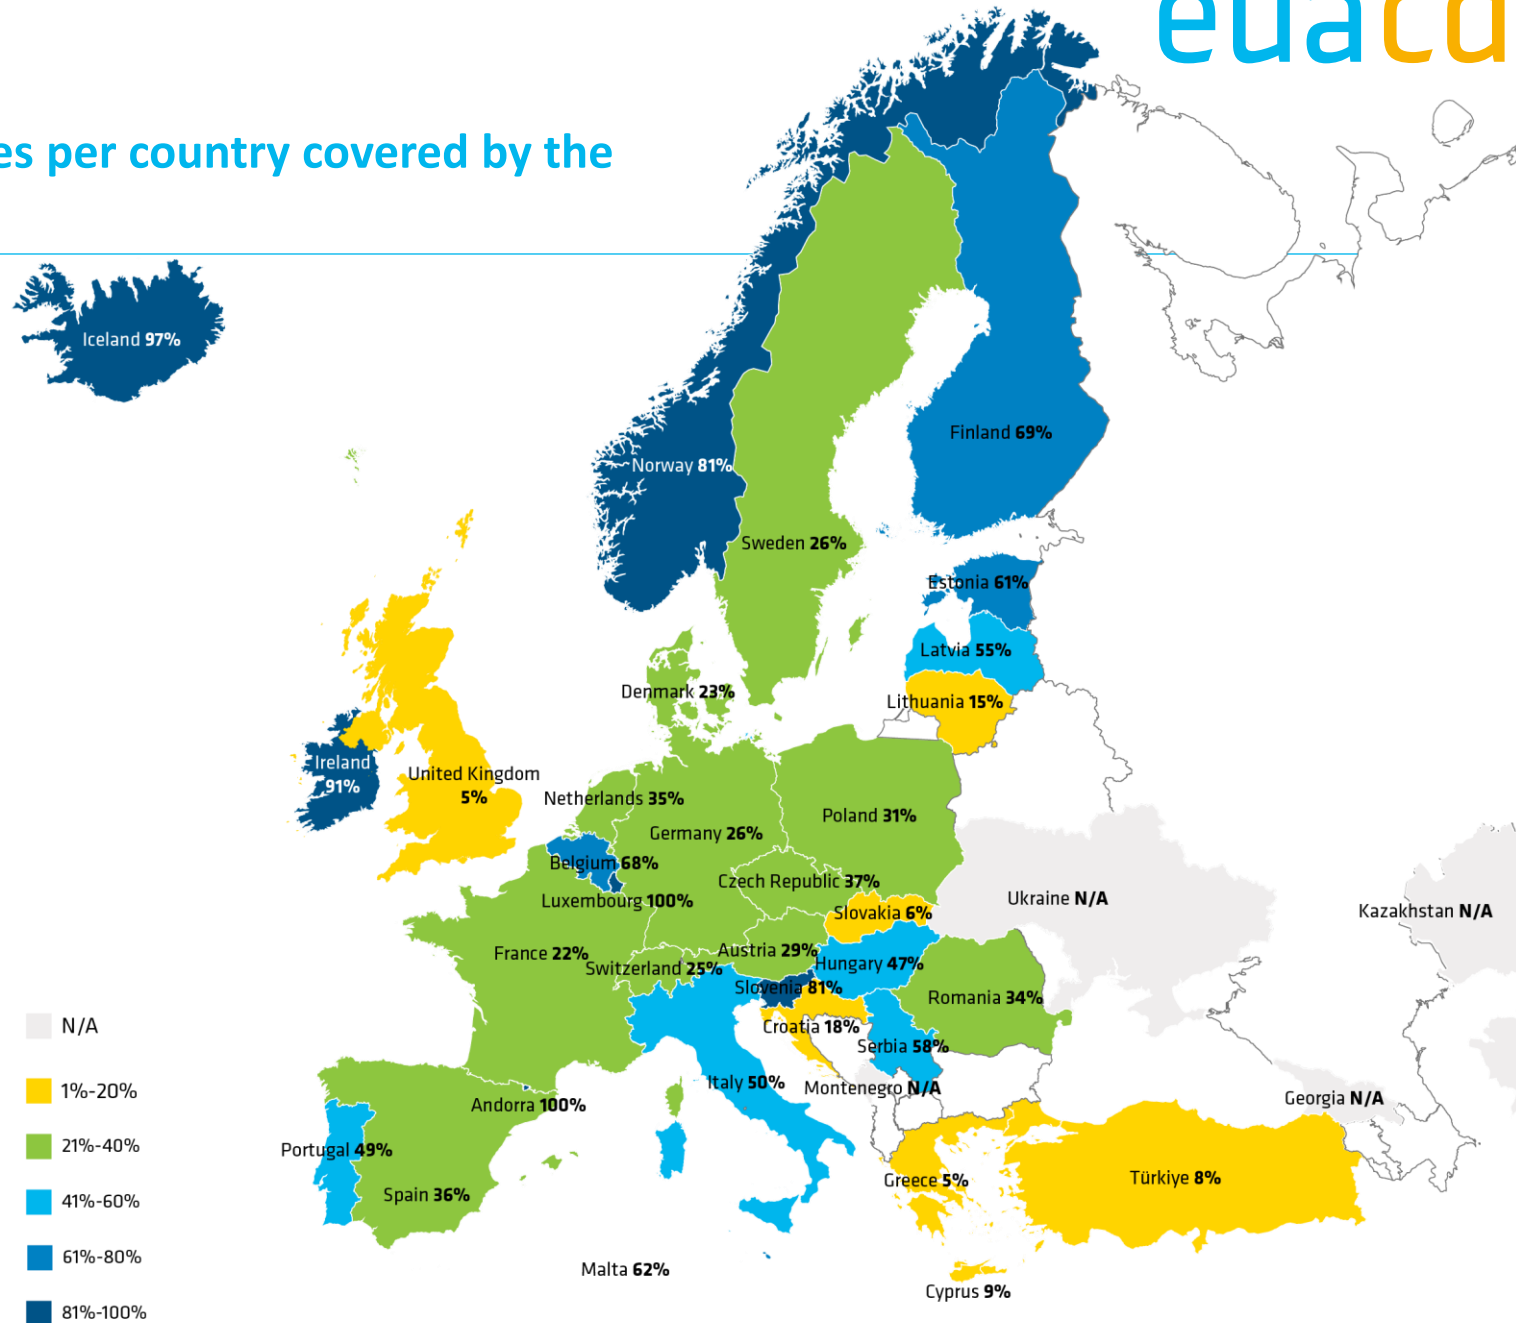 euacd
es per country covered by the
Iceland 97%
Finland 69%
Norway 81%
Sweden 26%
Estonia 61%
Latvia 55%
Denmark 23%
Lithuania 15%
Ireland
91%
United Kingdom
5%
Netherlands 35%
Poland 31%
Germany 26%
Belgium 68%
Czech Republic 37%
Luxembourg 100%
Slovakia 6%
Ukraine N/A
Kazakhstan N/A
France 22%
Austria 29%
Switzerland 25%
Hungary 47%
Slovenia 81%
Romania 34%
Croatia 18%
Serbia 58%
N/A
Italy 50%
Montenegro N/A
1%-20%
Andorra 100%
Georgia N/A
21%-40%
Portugal 49%
Greece 5%
Türkiye 8%
Spain 36%
41%-60%
61%-80%
Malta 62%
Cyprus 9%
81%-100%